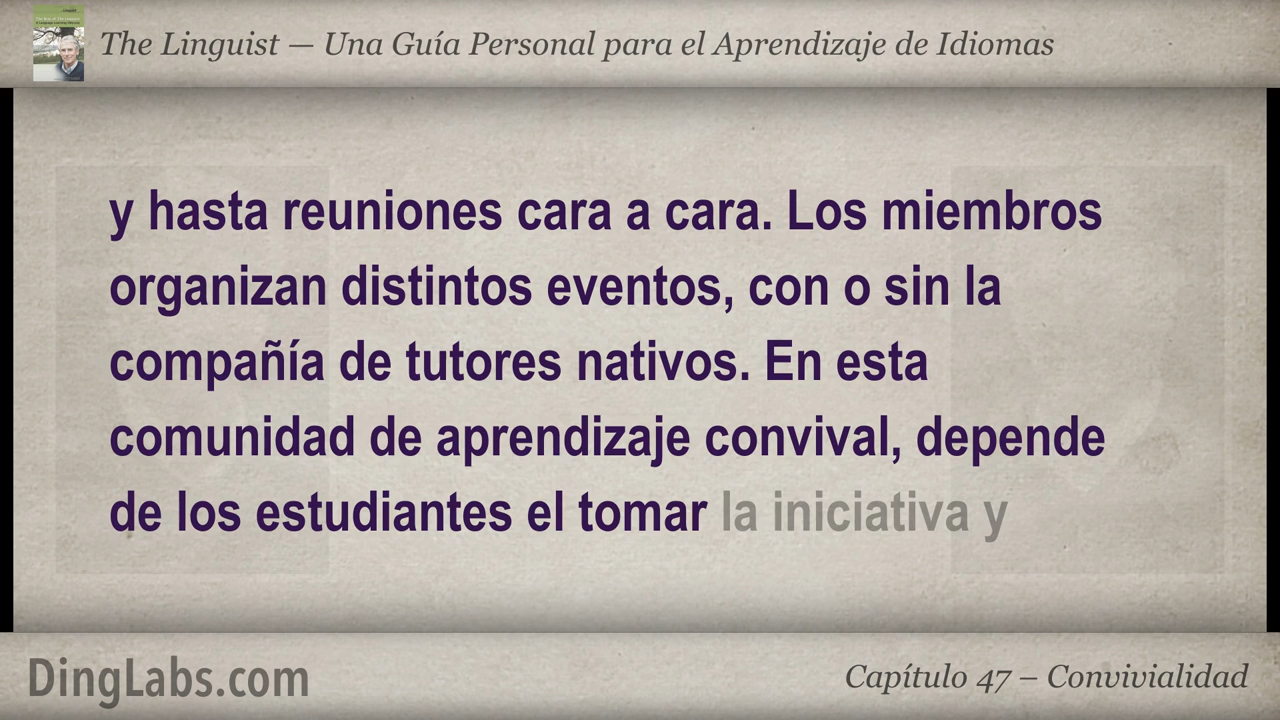 The Linguist — Una Guía Personal para el Aprendizaje de Idiomas
y hasta reuniones cara a cara. Los miembros
organizan distintos eventos, con o sin la
compañía de tutores nativos. En esta
comunidad de aprendizaje convival, depende
de los estudiantes el tomar la iniciativa y
DingLabs.com
Capítulo 47 – Convivialidad